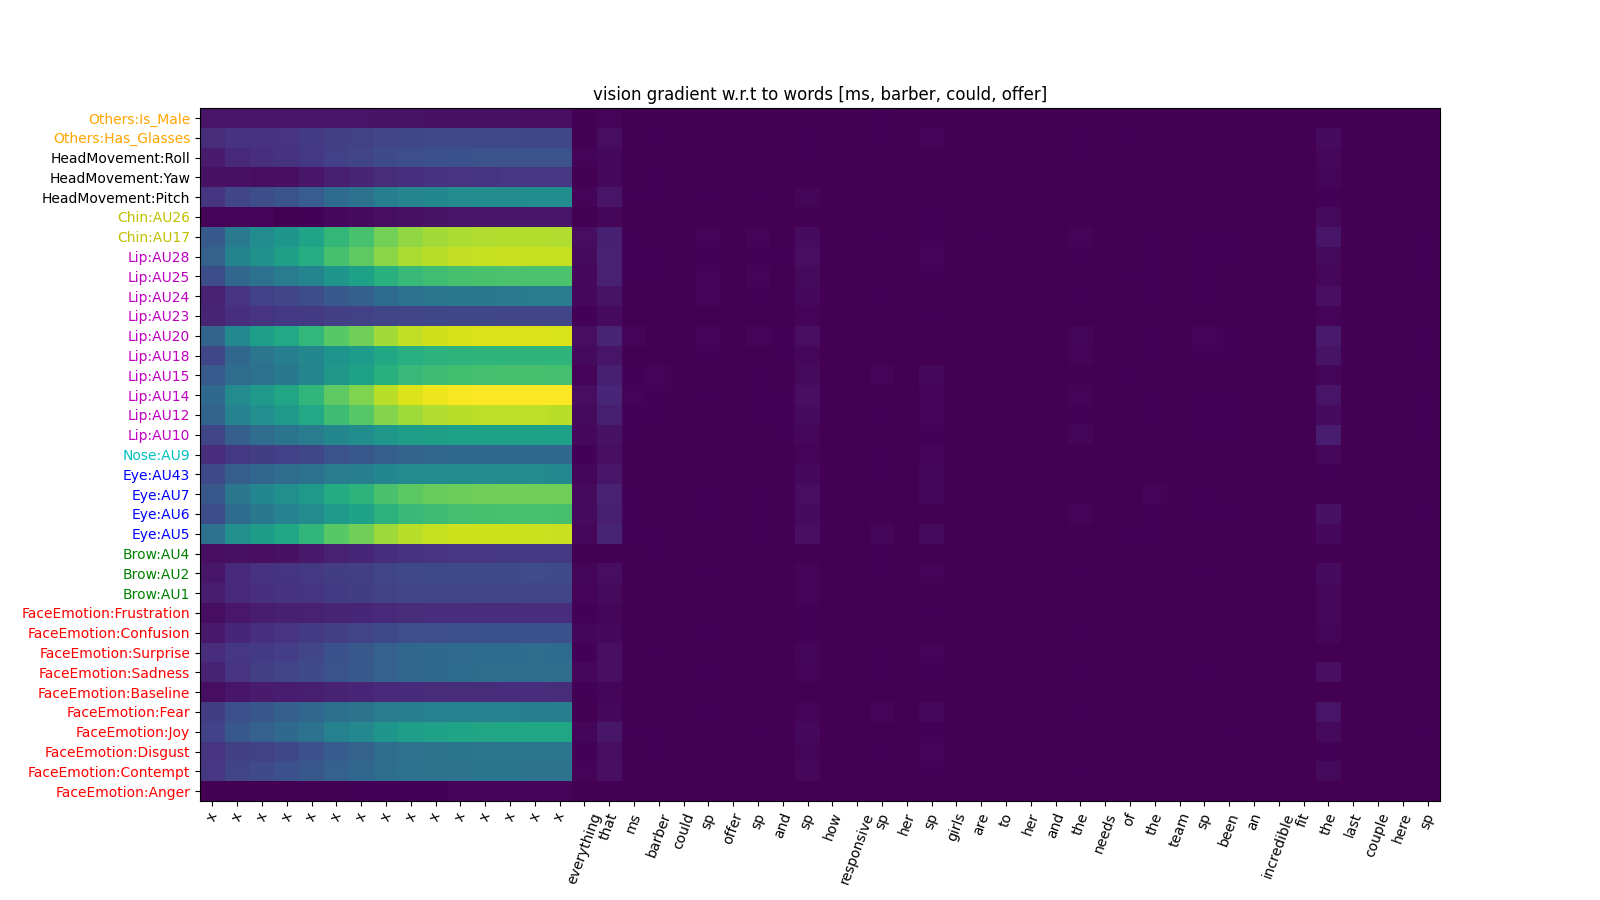 vision gradient w.r.t to words [ms, barber, could, offer]
Others:Is_Male
Others:Has_Glasses
HeadMovement:Roll
HeadMovement:Yaw
HeadMovement:Pitch
Chin:AU26
Chin:AU17
Lip:AU28
Lip:AU25
Lip:AU24
Lip:AU23
Lip:AU20
Lip:AU18
Lip:AU15
Lip:AU14
Lip:AU12
Lip:AU10
Nose:AU9
Eye:AU43
Eye:AU7
Eye:AU6
Eye:AU5
Brow:AU4
Brow:AU2
Brow:AU1
FaceEmotion:Frustration
FaceEmotion:Confusion
FaceEmotion:Surprise
FaceEmotion:Sadness
FaceEmotion:Baseline
FaceEmotion:Fear
FaceEmotion:Joy
FaceEmotion:Disgust
FaceEmotion:Contempt
FaceEmotion:Anger
x x x x x x x x x x x x x x x everything that ms barber could sp offer sp and sp how responsive sp her sp girls are to her and the needs of the team sp been an incredible fit the last couple here sp